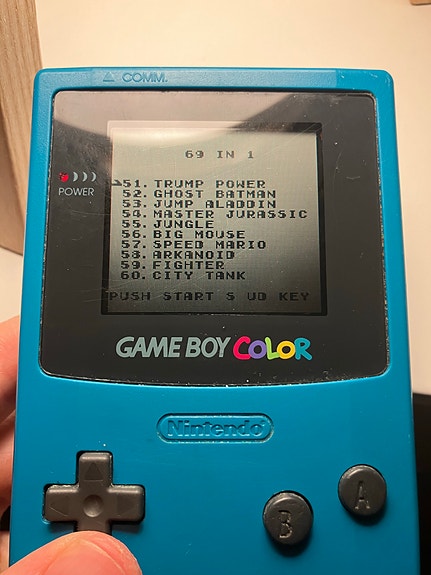 COMM.
69 IN 1
POWER
51. TRUMP POWER
52. GHOST BATMAN
53. JUMP ALADDIN
54. MASTER JURASSIC
55. JUNGLE
56. BIG MOUSE
57. SPEED MARIO
58. ARKANOID
59. FIGHTER
60. CITY TANK
PUSH START S UD KEY
GAME BOY COLOR
Nintendo
B
A